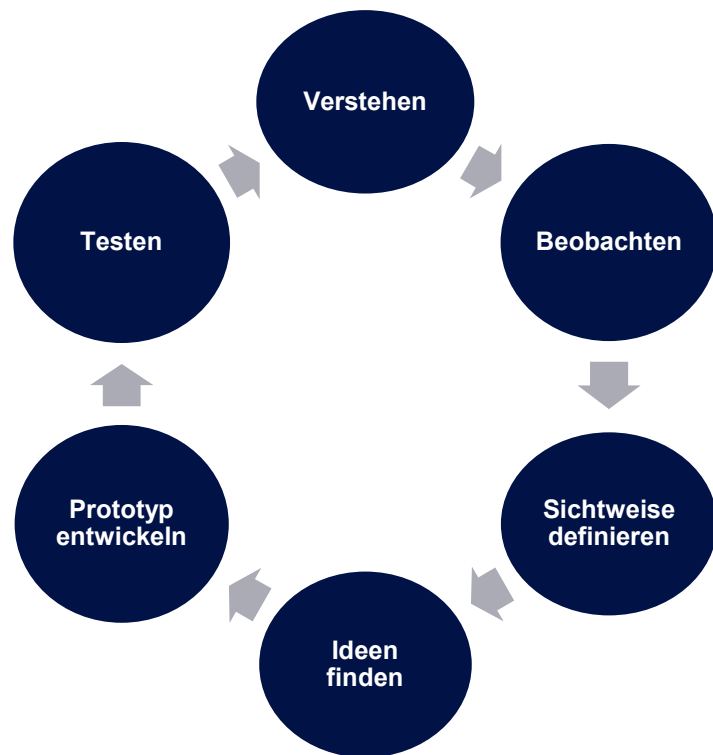 Verstehen
Beobachten
Sichtweise
definieren
Ideen
finden
Prototyp
entwickeln
Testen